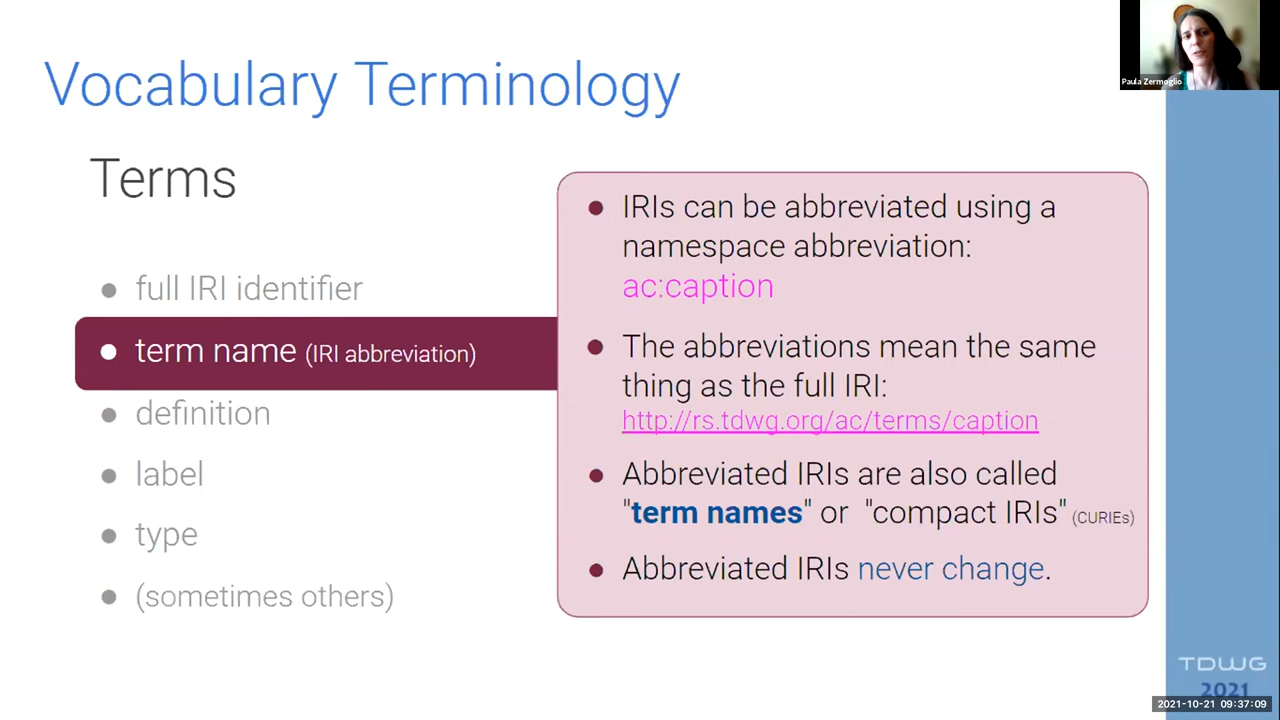 Vocabulary Terminology
Paula Zermoglio
Terms
full IRI identifier
term name (IRI abbreviation)
definition
label
type
(sometimes others)
IRIs can be abbreviated using a
namespace abbreviation:
ac:caption
The abbreviations mean the same
thing as the full IRI:
http://rs.tdwg.org/ac/terms/caption
Abbreviated IRIs are also called
"term names" or "compact IRIs" (CURIEs)
Abbreviated IRIs never change.
TDWG
2021
2021-10-21 09:37:09